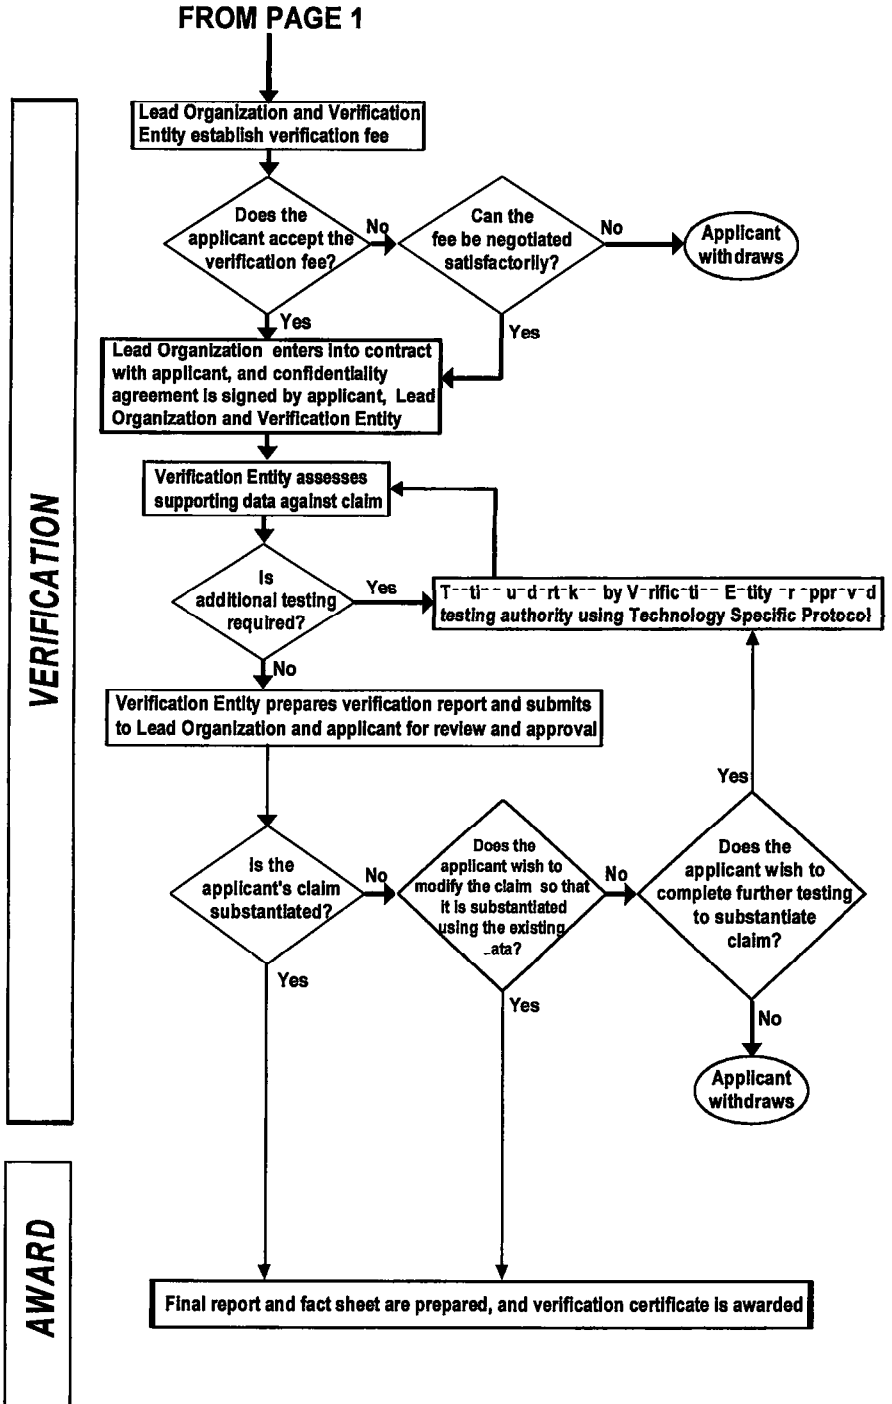 FROM PAGE 1
Lead Organization and Verification
Entity establish verification fee
Does the
applicant accept the
verification fee?
No
Can the
fee be negotiated
satisfactorily?
No
Applicant
withdraws
Yes
Yes
Lead Organization enters into contract
with applicant, and confidentiality
agreement is signed by applicant, Lead
Organization and Verification Entity
Verification Entity assesses
supporting data against claim
Is
additional testing
required?
Yes
by
testing authority using Technology Specific Protocol
No
Verification Entity prepares verification report and submits
to Lead Organization and applicant for review and approval
Yes
Is the
applicant's claim
substantiated?
No
Does the
applicant wish to
modify the claim so that
it is substantiated
using the existing
No
Does the
applicant wish to
complete further testing
to substantiate
claim?
Yes
Yes
No
Applicant
withdraws
Final report and fact sheet are prepared, and verification certificate is awarded
VERIFICATION
AWARD